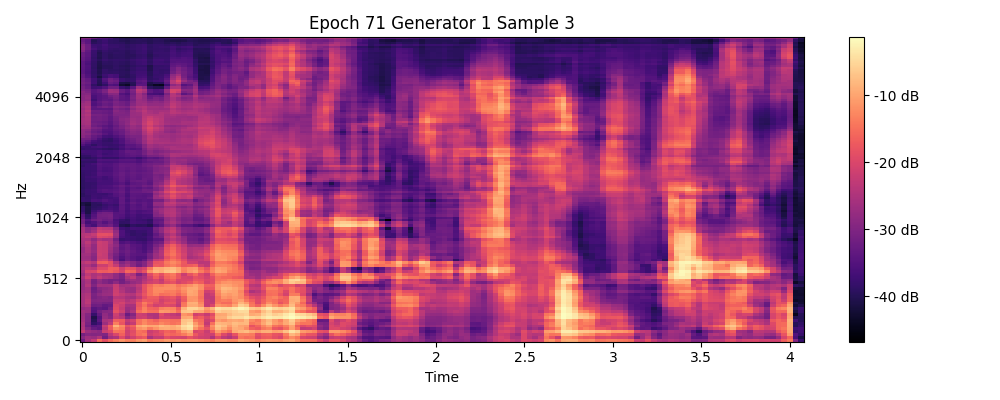 Epoch 71 Generator 1 Sample 3
Hz
4096
2048
1024
512
0
0 0.5 1 1.5 2 2.5 3 3.5 4
Time
-10 dB
-20 dB
-30 dB
-40 dB